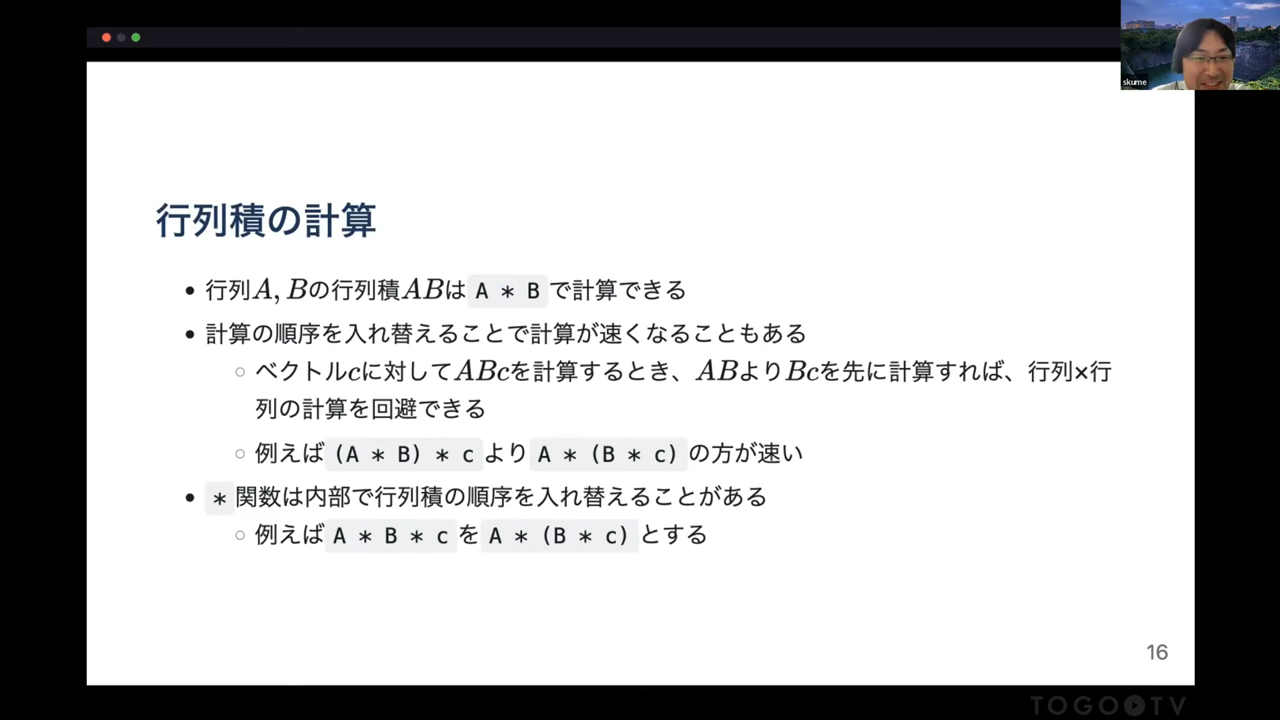 skume
行列積の計算
行列A, Bの行列積ABは A * B で計算できる
計算の順序を入れ替えることで計算が速くなることもある
ベクトルcに対してABcを計算するとき、ABよりBcを先に計算すれば、行列×行
列の計算を回避できる
例えば (A * B) * c より A * (B * c) の方が速い
* 関数は内部で行列積の順序を入れ替えることがある
例えば A * B * c を A * (B * c) とする
16
TOGO TV